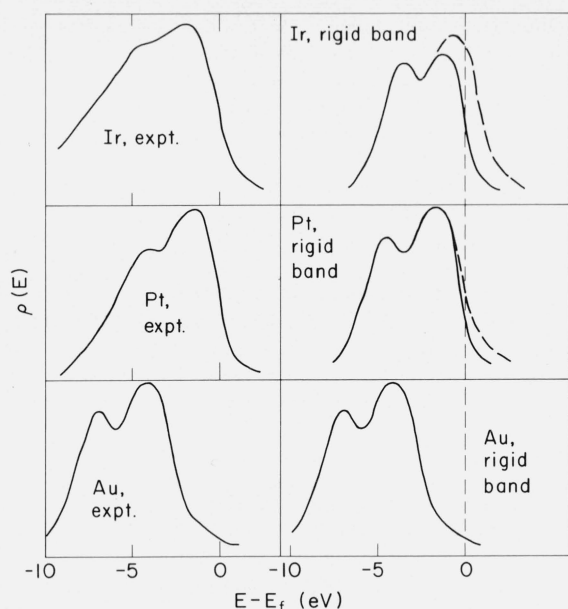 Ir, rigid band
Ir, expt.
Pt,
rigid
band
Pt,
expt.
Au,
expt.
Au,
rigid
band
ρ(E)
-10
-5
0
-10
-5
0
E-E_f (eV)